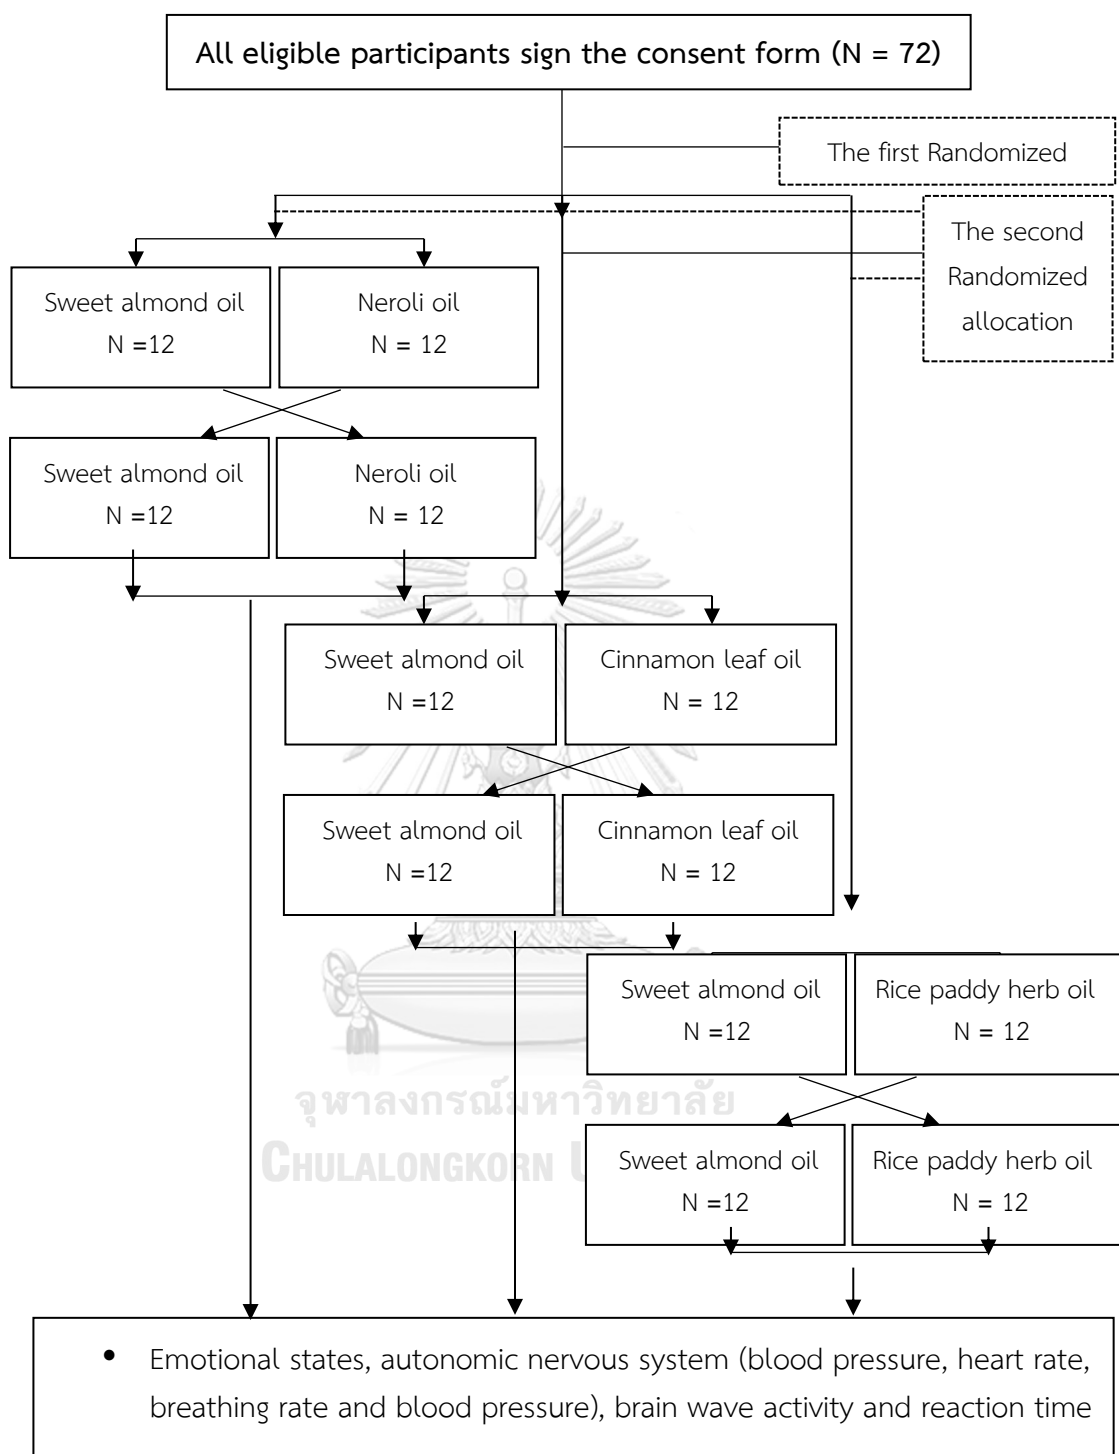 All eligible participants sign the consent form (N = 72)
The first Randomized
The second
Randomized
allocation
Sweet almond oil
N =12
Neroli oil
N = 12
Sweet almond oil
N =12
Neroli oil
N = 12
Sweet almond oil
N =12
Cinnamon leaf oil
N = 12
Sweet almond oil
N =12
Cinnamon leaf oil
N = 12
Sweet almond oil
N =12
Rice paddy herb oil
N = 12
จุฬาลงกรณ์มหาวิทยาลัย
CHULALONGKORN U
Sweet almond oil
N =12
Rice paddy herb oil
N = 12
• Emotional states, autonomic nervous system (blood pressure, heart rate,
breathing rate and blood pressure), brain wave activity and reaction time